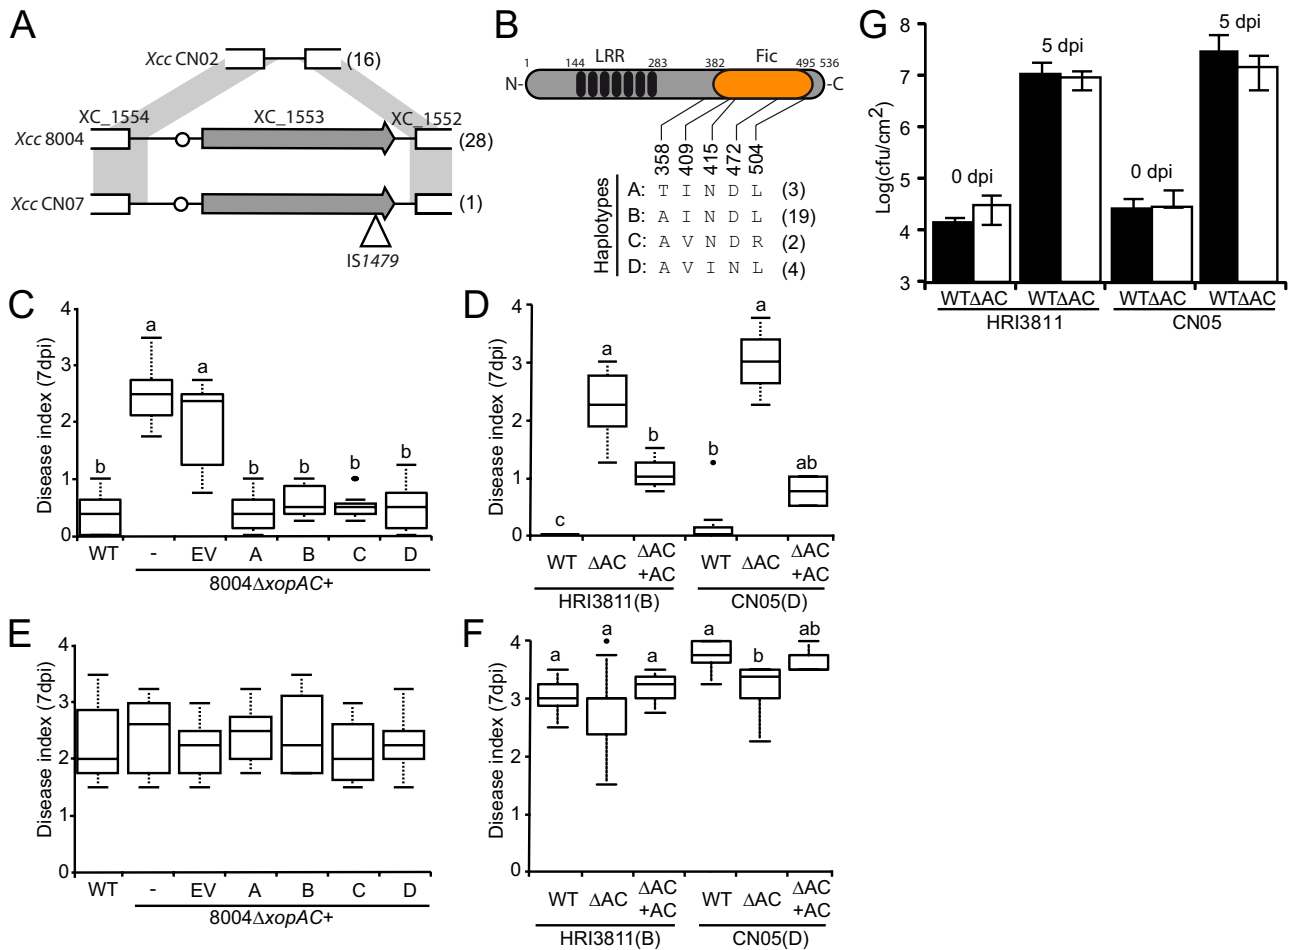 A
Xcc CN02 (16)
XC_1554 XC_1553 XC_1552
Xcc 8004 (28)
Xcc CN07 (1)
IS1479
B
LRR Fic
1 144 283 382 495 536
N- -C
358 409 415 472 504
Haplotypes
A: T I N D L (3)
B: A I N D L (19)
C: A V N D R (2)
D: A V I N L (4)
G
Log(cfu/cm2)
8
7
6
5
4
3
0 dpi 5 dpi 0 dpi 5 dpi
WT ΔAC WT ΔAC WT ΔAC WT ΔAC
HRI3811 CN05
C
Disease index (7dpi)
4
3
2
1
0
b a a b b b b
WT - EV A B C D
8004ΔxopAC+
D
Disease index (7dpi)
4
3
2
1
0
c a b b a ab
WT ΔAC ΔAC WT ΔAC ΔAC
+AC +AC
HRI3811(B) CN05(D)
E
Disease index (7dpi)
4
3
2
1
0
WT - EV A B C D
8004ΔxopAC+
F
Disease index (7dpi)
4
3
2
1
0
a a a a b ab
WT ΔAC ΔAC WT ΔAC ΔAC
+AC +AC
HRI3811(B) CN05(D)